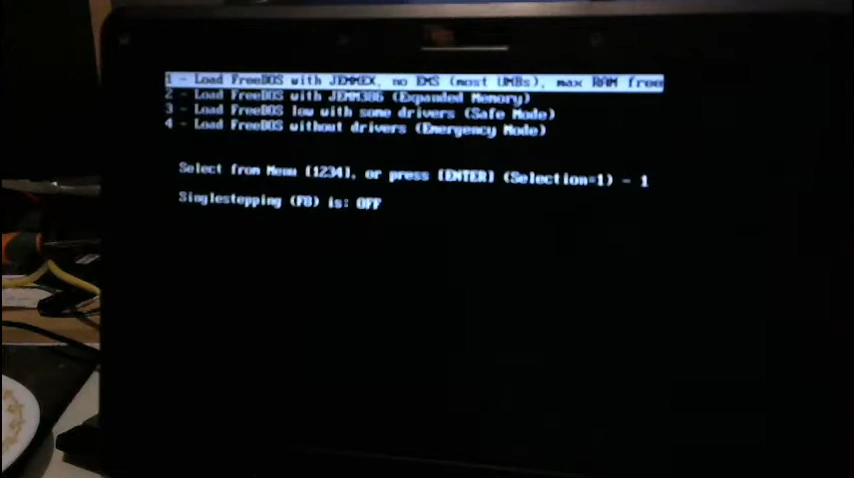 1 - Load FreeDOS with JEMMEX, no EMS (most UMBs), max RAM free
2 - Load FreeDOS with JEMM386 (Expanded Memory)
3 - Load FreeDOS low with some drivers (Safe Mode)
4 - Load FreeDOS without drivers (Emergency Mode)
Select from Menu [1234], or press [ENTER] (Selection=1) - 1
Singlestepping (F8) is: OFF